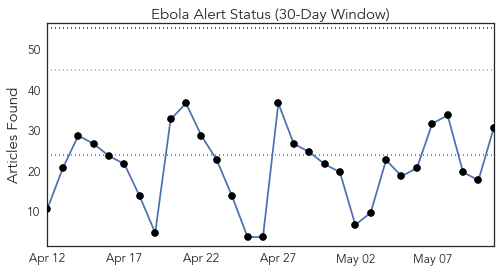 Ebola Alert Status (30-Day Window)
Articles Found
50
40
30
20
10
Apr 12
Apr 17
Apr 22
Apr 27
May 02
May 07